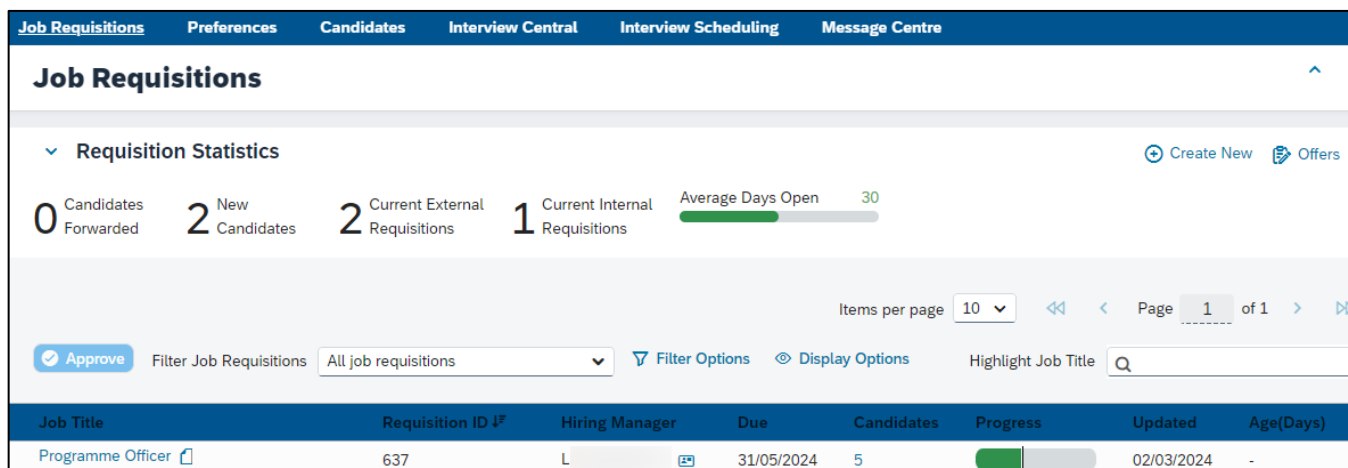 Job Requisitions Preferences Candidates Interview Central Interview Scheduling Message Centre
Job Requisitions
Requisition Statistics
Create New Offers
0 Candidates Forwarded
2 New Candidates
2 Current External Requisitions
1 Current Internal Requisitions
Average Days Open 30
Items per page 10 Page 1 of 1
Approve Filter Job Requisitions All job requisitions Filter Options Display Options Highlight Job Title
Job Title Requisition ID Hiring Manager Due Candidates Progress Updated Age(Days)
Programme Officer 637 L 31/05/2024 5 02/03/2024 -